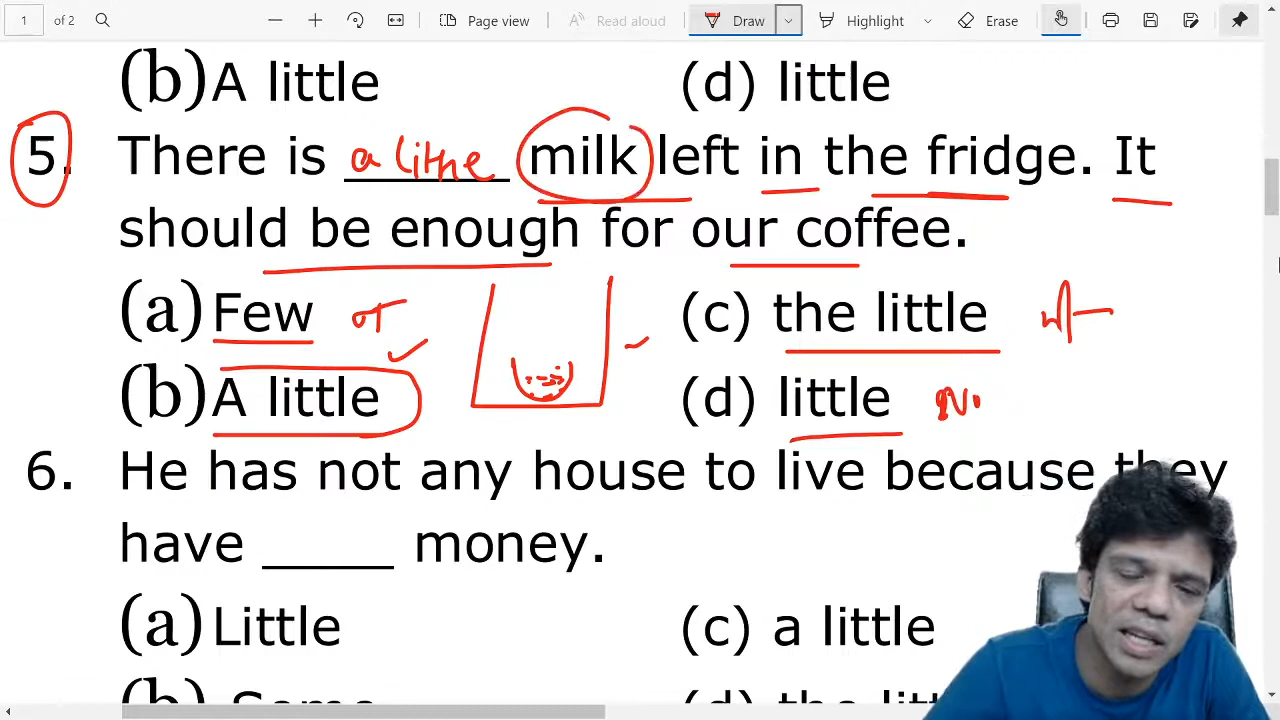 1 of 2 Page view Read aloud Draw Highlight Erase
(b) A little (d) little
5. There is a little milk left in the fridge. It
should be enough for our coffee.
(a) Few (c) the little
(b) A little (d) little No
6. He has not any house to live because they
have _____ money.
(a) Little (c) a little